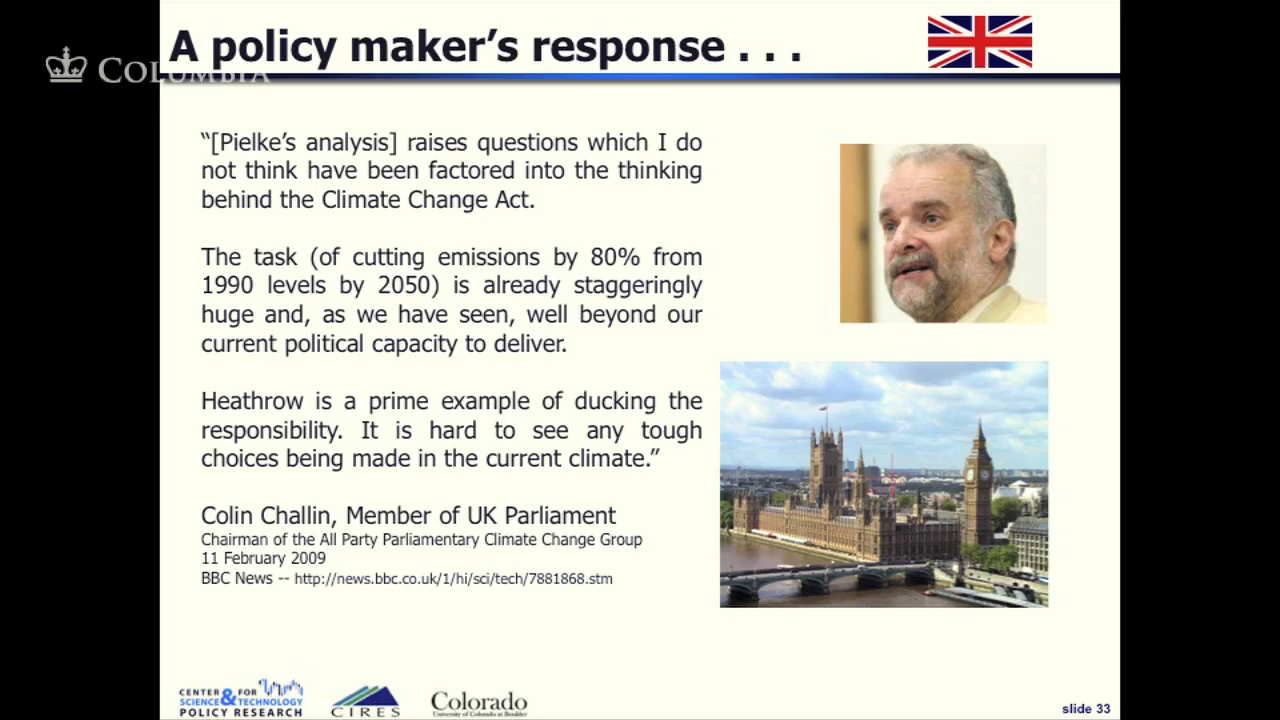 A policy maker’s response . . .
COLUMBIA
“[Pielke’s analysis] raises questions which I do
not think have been factored into the thinking
behind the Climate Change Act.
The task (of cutting emissions by 80% from
1990 levels by 2050) is already staggeringly
huge and, as we have seen, well beyond our
current political capacity to deliver.
Heathrow is a prime example of ducking the
responsibility. It is hard to see any tough
choices being made in the current climate.”
Colin Challin, Member of UK Parliament
Chairman of the All Party Parliamentary Climate Change Group
11 February 2009
BBC News -- http://news.bbc.co.uk/1/hi/sci/tech/7881868.stm
CENTER FOR
SCIENCE & TECHNOLOGY
POLICY RESEARCH
CIRES
Colorado
University of Colorado at Boulder
slide 33